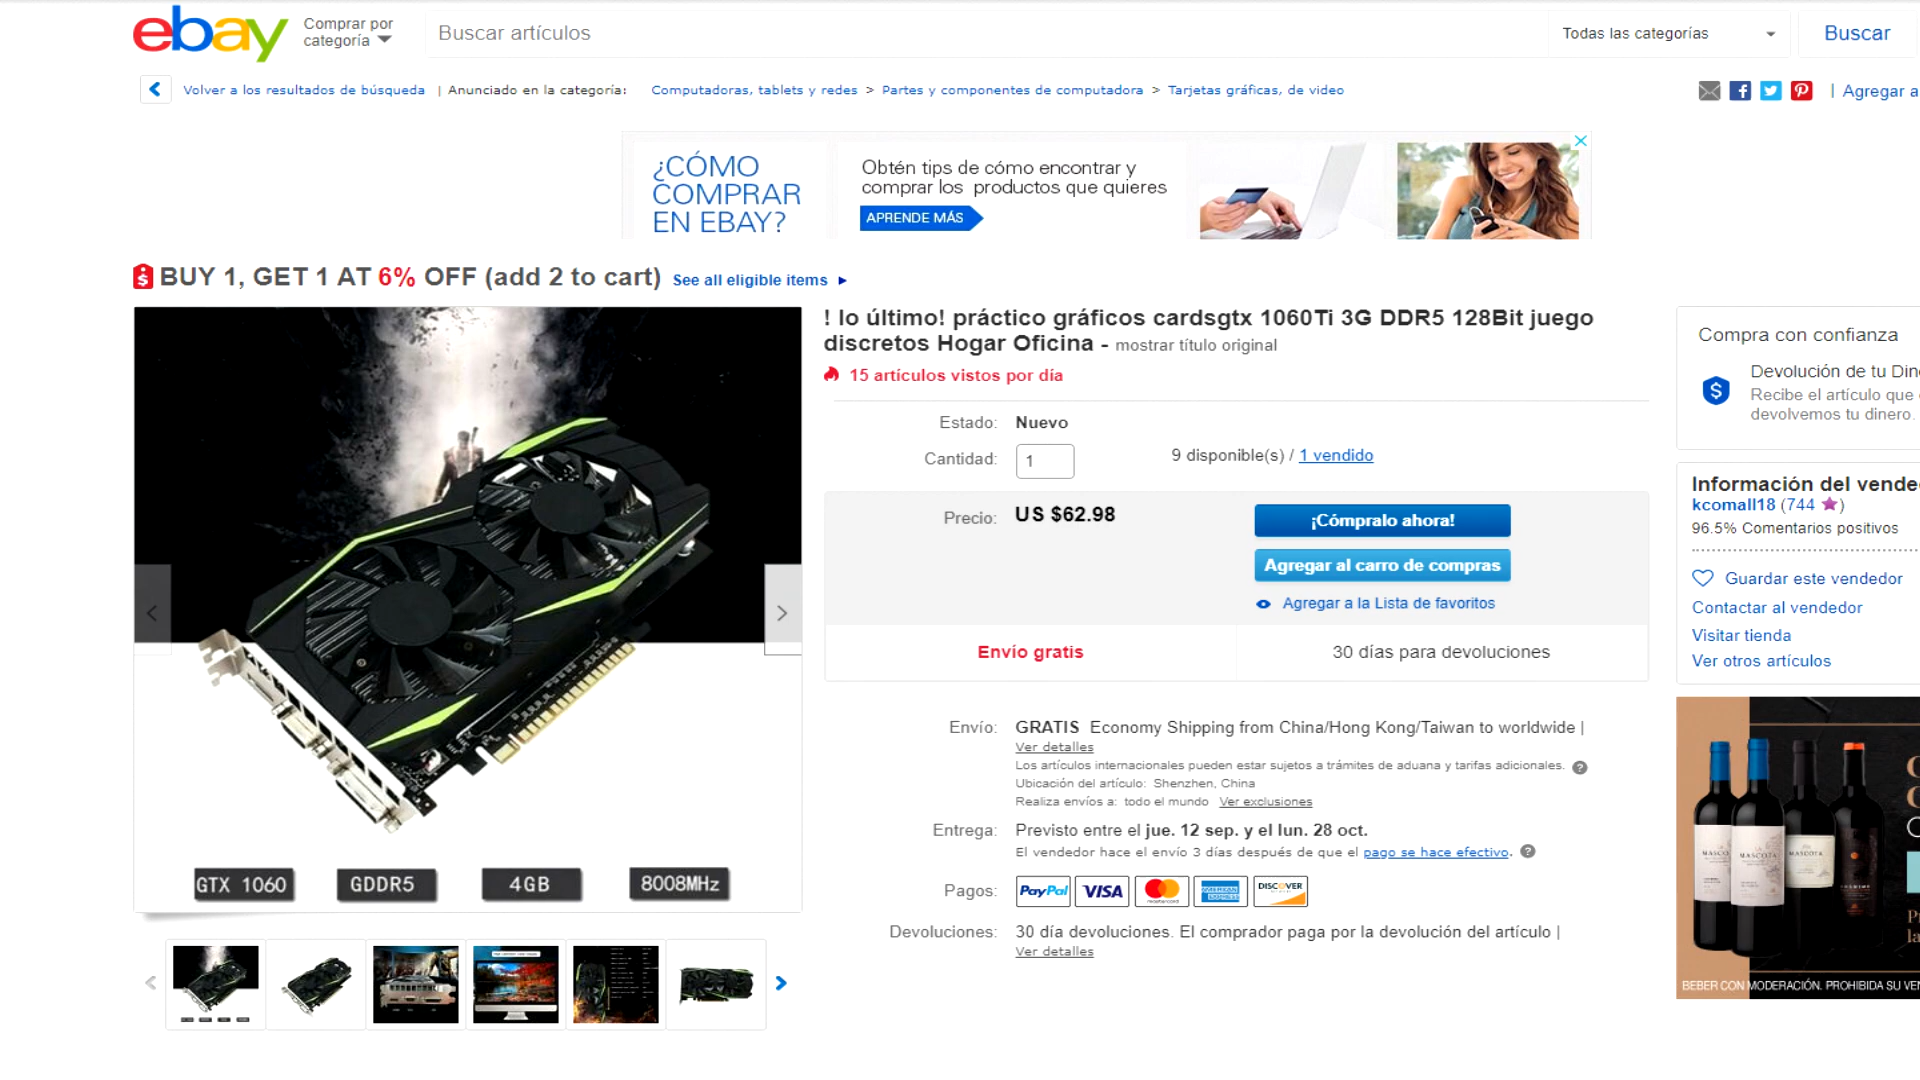 ebay
Comprar por
categoría
Buscar artículos
Todas las categorías
Buscar
Volver a los resultados de búsqueda | Anunciado en la categoría: Computadoras, tablets y redes > Partes y componentes de computadora > Tarjetas gráficas, de video
| Agregar a
¿CÓMO
COMPRAR
EN EBAY?
Obtén tips de cómo encontrar y
comprar los productos que quieres
APRENDE MÁS
BUY 1, GET 1 AT 6% OFF (add 2 to cart) See all eligible items
! lo último! práctico gráficos cardsgtx 1060Ti 3G DDR5 128Bit juego
discretos Hogar Oficina - mostrar título original
15 artículos vistos por día
Estado: Nuevo
Cantidad: 1
9 disponible(s) / 1 vendido
Precio: US $62.98
¡Cómpralo ahora!
Agregar al carro de compras
Agregar a la Lista de favoritos
Envío gratis
30 días para devoluciones
Envío: GRATIS Economy Shipping from China/Hong Kong/Taiwan to worldwide |
Ver detalles
Los artículos internacionales pueden estar sujetos a trámites de aduana y tarifas adicionales.
Ubicación del artículo: Shenzhen, China
Realiza envíos a: todo el mundo Ver exclusiones
Entrega: Previsto entre el jue. 12 sep. y el lun. 28 oct.
El vendedor hace el envío 3 días después de que el pago se hace efectivo.
Pagos: PayPal VISA mastercard AMERICAN EXPRESS DISCOVER
Devoluciones: 30 día devoluciones. El comprador paga por la devolución del artículo |
Ver detalles
GTX 1060
GDDR5
4GB
8008MHz
Compra con confianza
Devolución de tu Din
Recibe el artículo que
devolvemos tu dinero.
Información del vende
kcomall18 (744)
96.5% Comentarios positivos
Guardar este vendedor
Contactar al vendedor
Visitar tienda
Ver otros artículos
MASCOTA
MASCOTA
BEBER CON MODERACIÓN. PROHIBIDA SU VEN